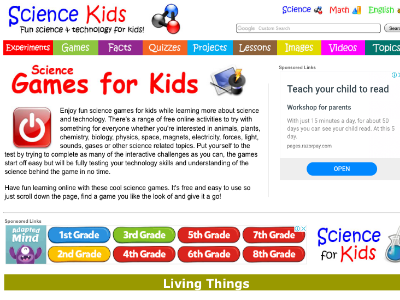 Science Kids
Fun science & technology for kids!
Science
Math
English
Google Custom Search
Search
Experiments
Games
Facts
Quizzes
Projects
Lessons
Images
Videos
Topics
Science
Games for Kids
Enjoy fun science games for kids while learning more about science
and technology. There's a range of free online activities to try with
something for everyone whether you're interested in animals, plants,
chemistry, biology, physics, space, magnets, electricity, forces, light,
sounds, gases or other science related topics. Put yourself to the
test by trying to complete as many of the interactive challenges as you can, the games
start off easy but will be fully testing your technology skills and understanding of the
science behind the game in no time.
Have fun learning online with these cool science games. It's free and easy to use so
just scroll down the page, find a game you like the look of and give it a go!
Sponsored Links
Teach your child to read
Workshop for parents
With just 15 minutes a day, for about 50
days you can see your child read. At this 5
day.
pages.razorpay.com
OPEN
Sponsored Links
Adapted
Mind
1st Grade
3rd Grade
5th Grade
7th Grade
2nd Grade
4th Grade
6th Grade
8th Grade
Science
for Kids
Living Things